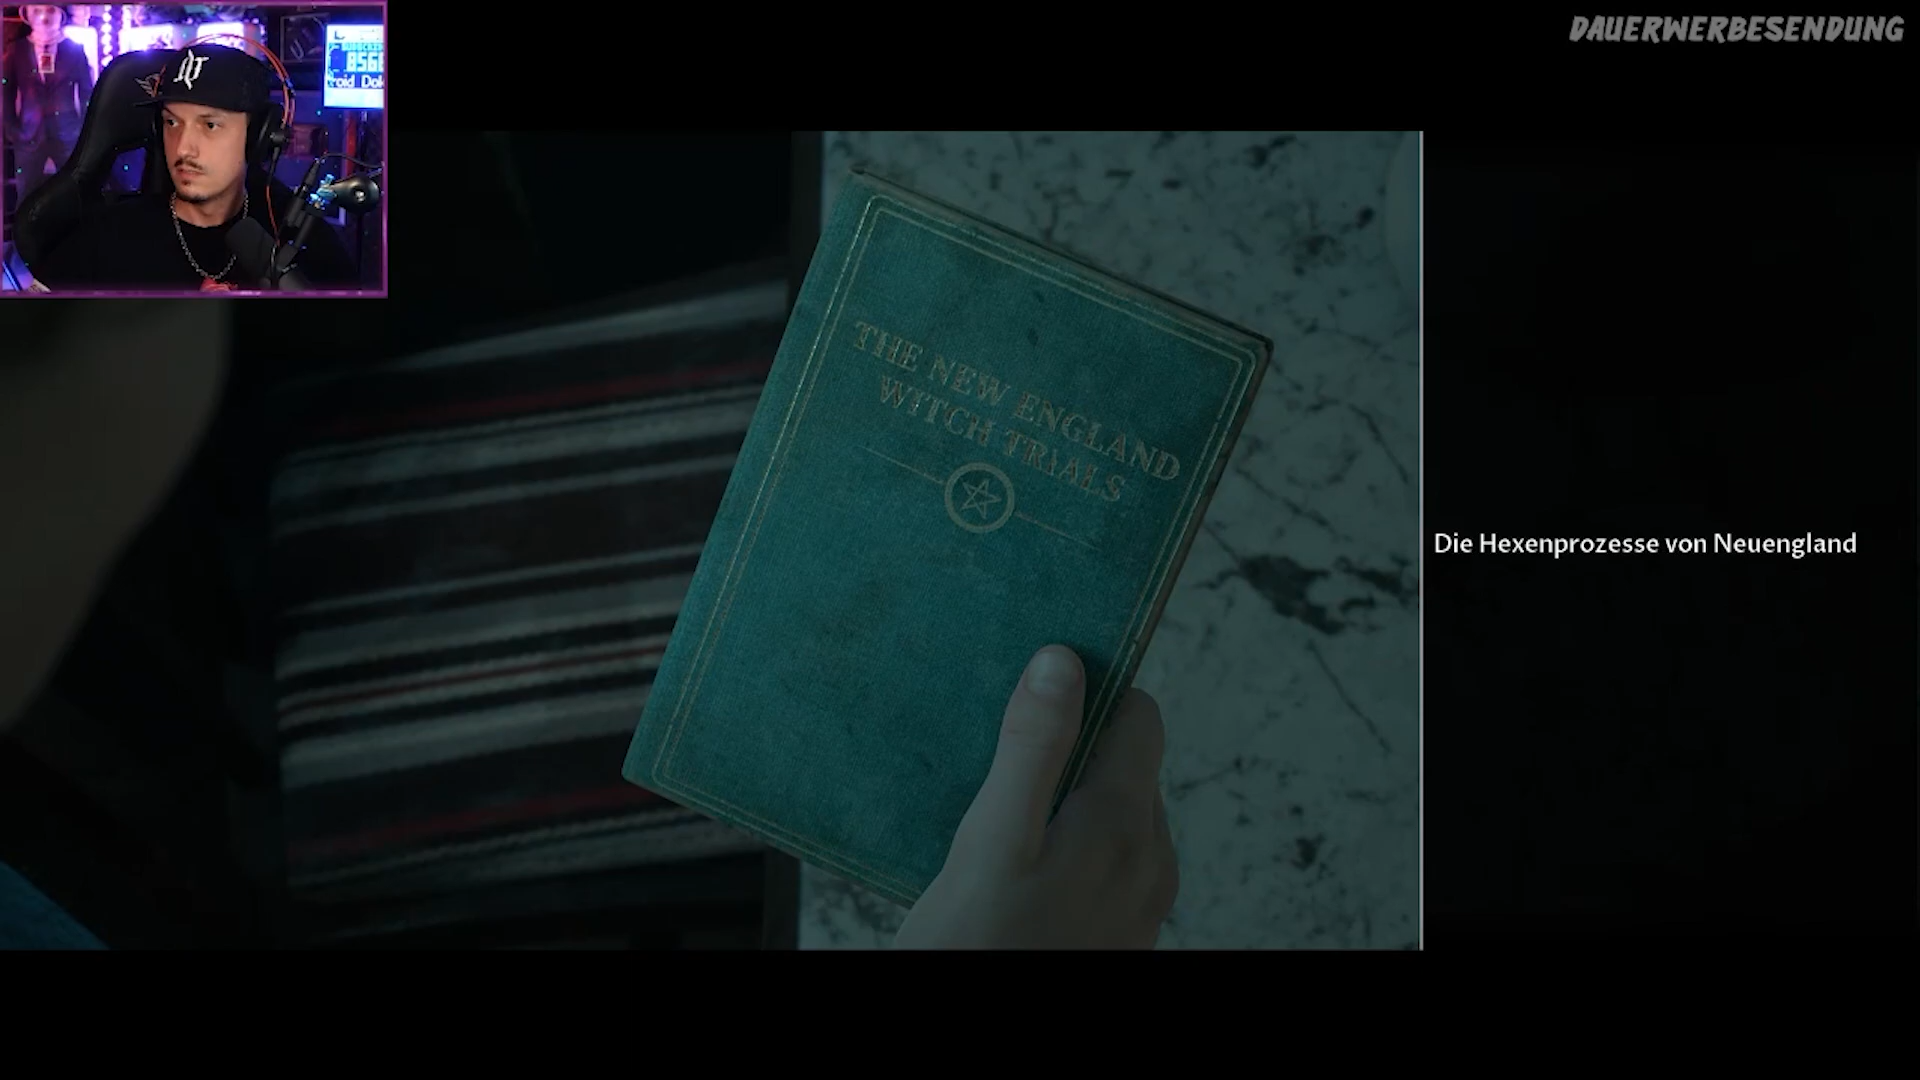 DAUERWERBESENDUNG
THE NEW ENGLAND
WITCH TRIALS
Die Hexenprozesse von Neuengland